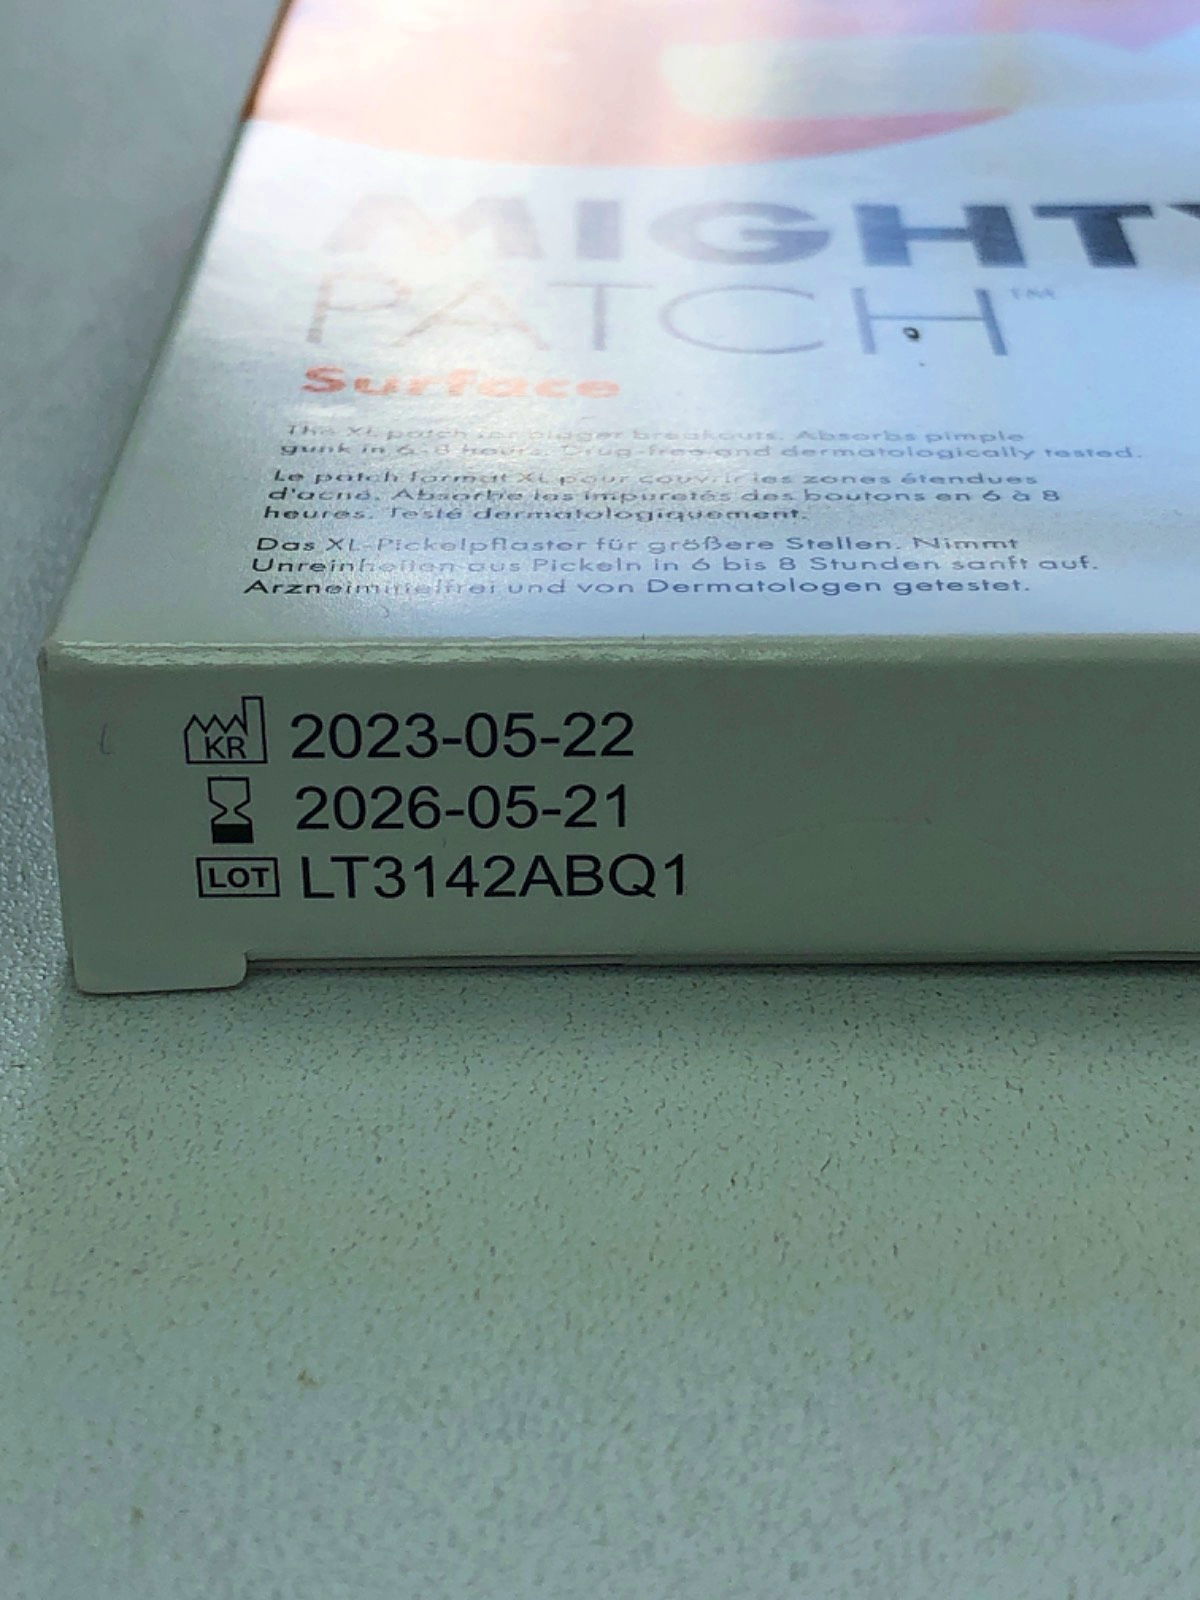 MIGHTY
PATCH™
Surface
This XL patch for bigger breakouts. Absorbs pimple
gunk in 6-8 hours. Drug-free and dermatologically tested.
Le patch format XL pour couvrir les zones étendues
d'acné. Absorbe les impuretés des boutons en 6 à 8
heures. Testé dermatologiquement.
Das XL-Pickelpflaster für größere Stellen. Nimmt
Unreinheiten aus Pickeln in 6 bis 8 Stunden sanft auf.
Arzneimittelfrei und von Dermatologen getestet.
KR 2023-05-22
2026-05-21
LOT LT3142ABQ1